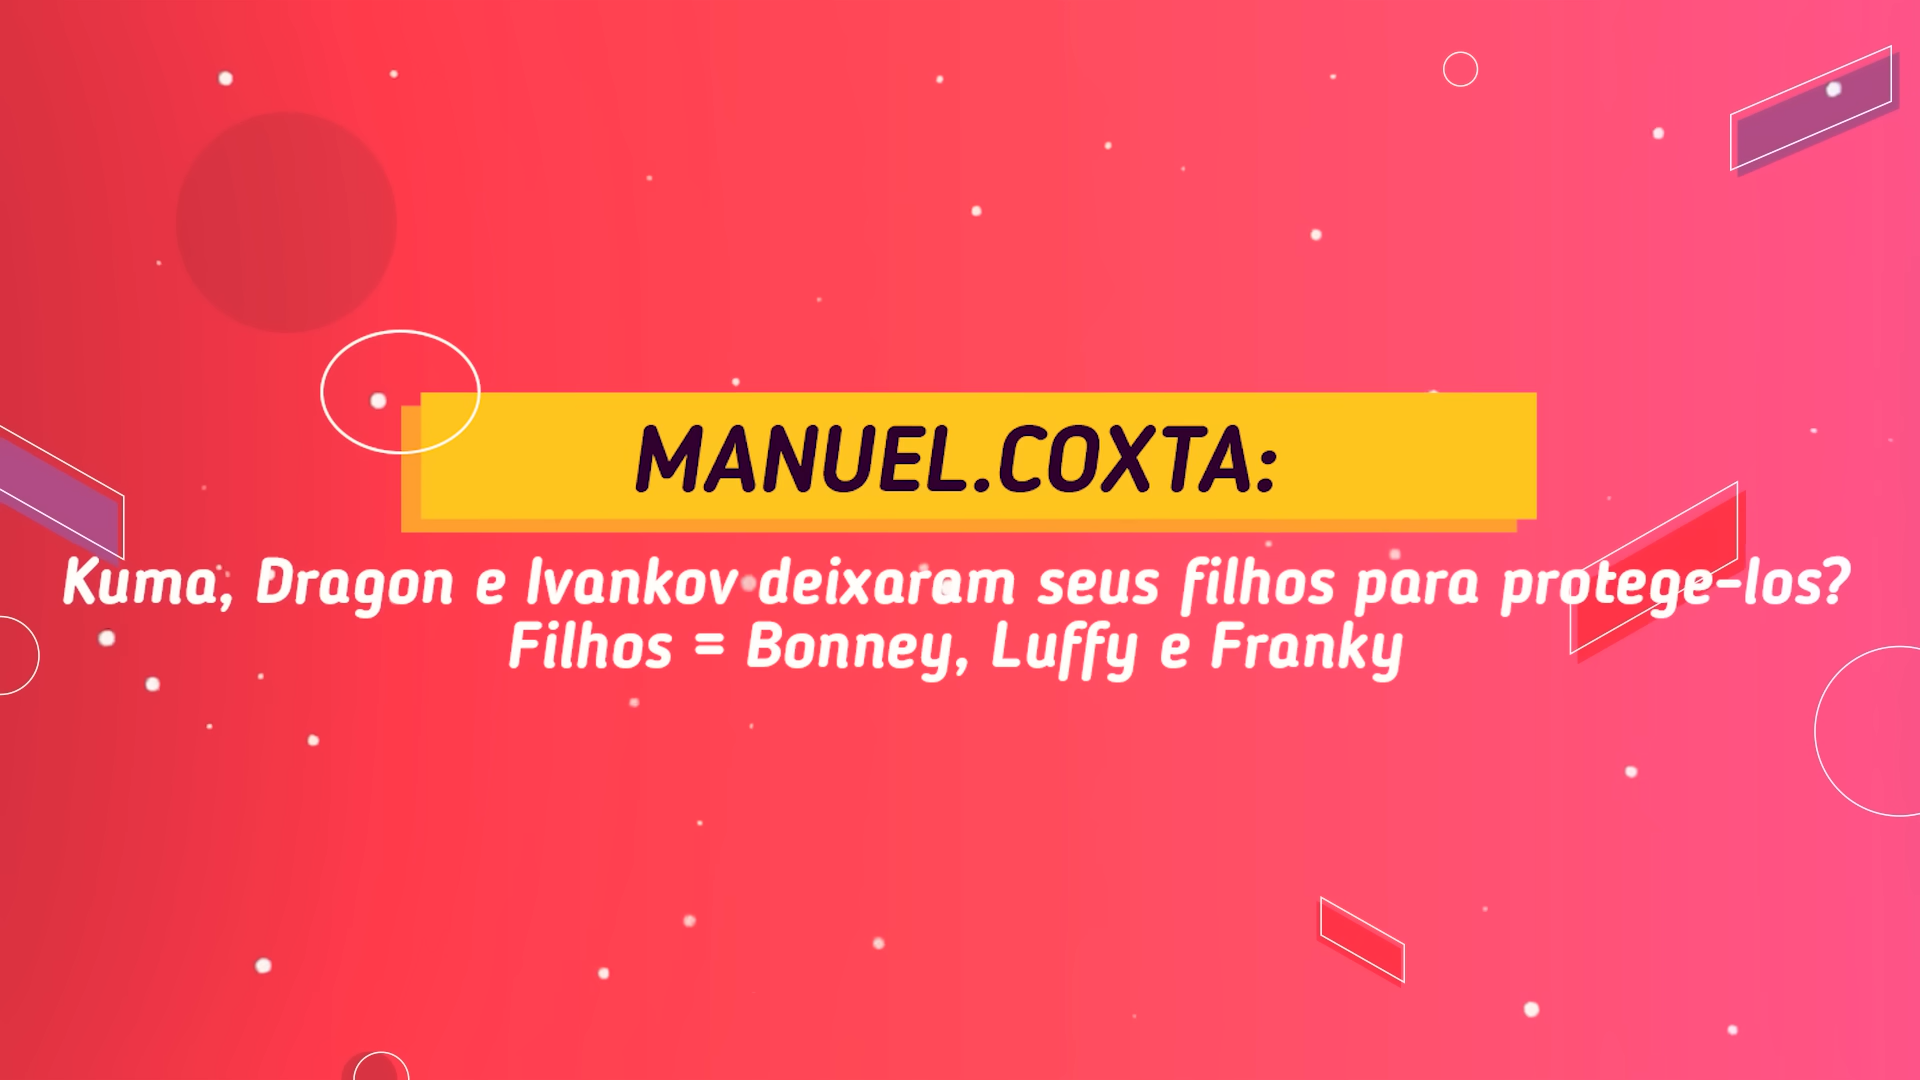 MANUEL.COXTA:
Kuma, Dragon e Ivankov deixaram seus filhos para protege-los?
Filhos = Bonney, Luffy e Franky